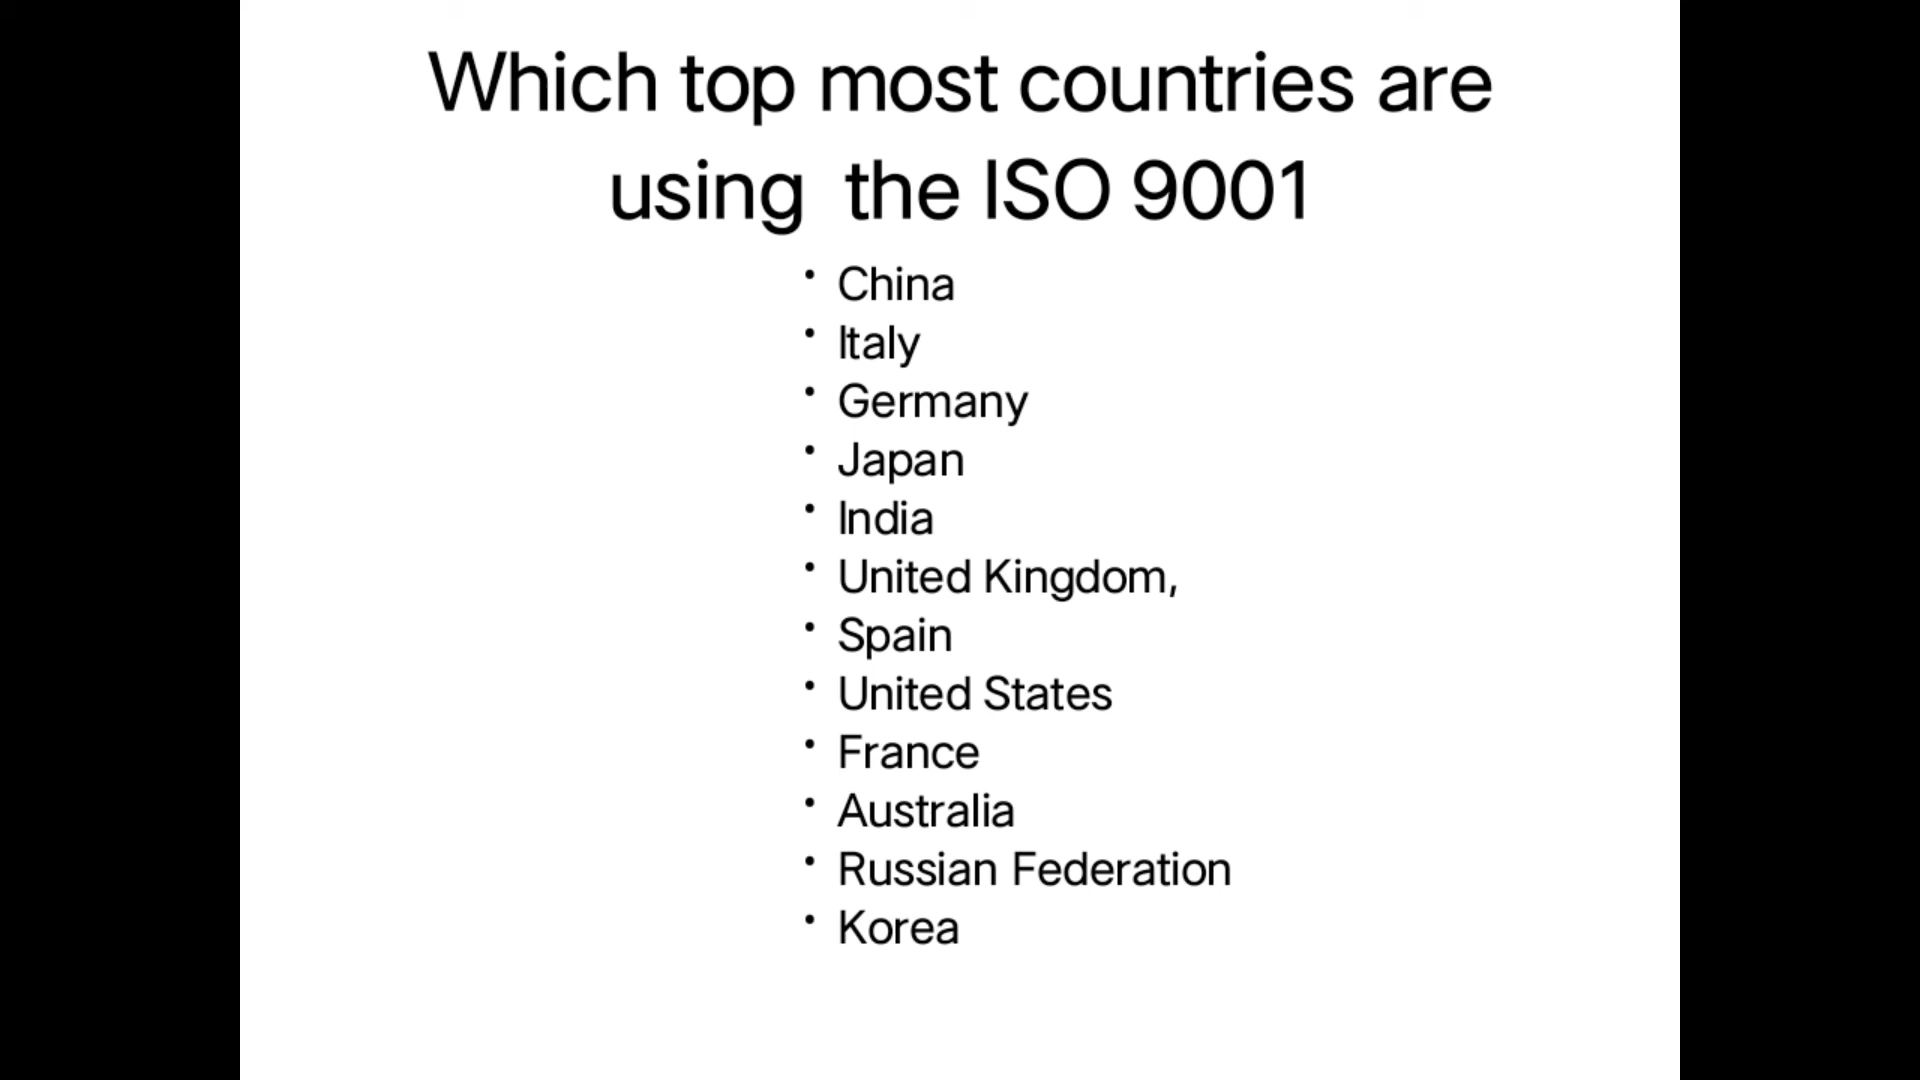 Which top most countries are
using  the ISO 9001
• China
• Italy
• Germany
• Japan
• India
• United Kingdom,
• Spain
• United States
• France
• Australia
• Russian Federation
• Korea